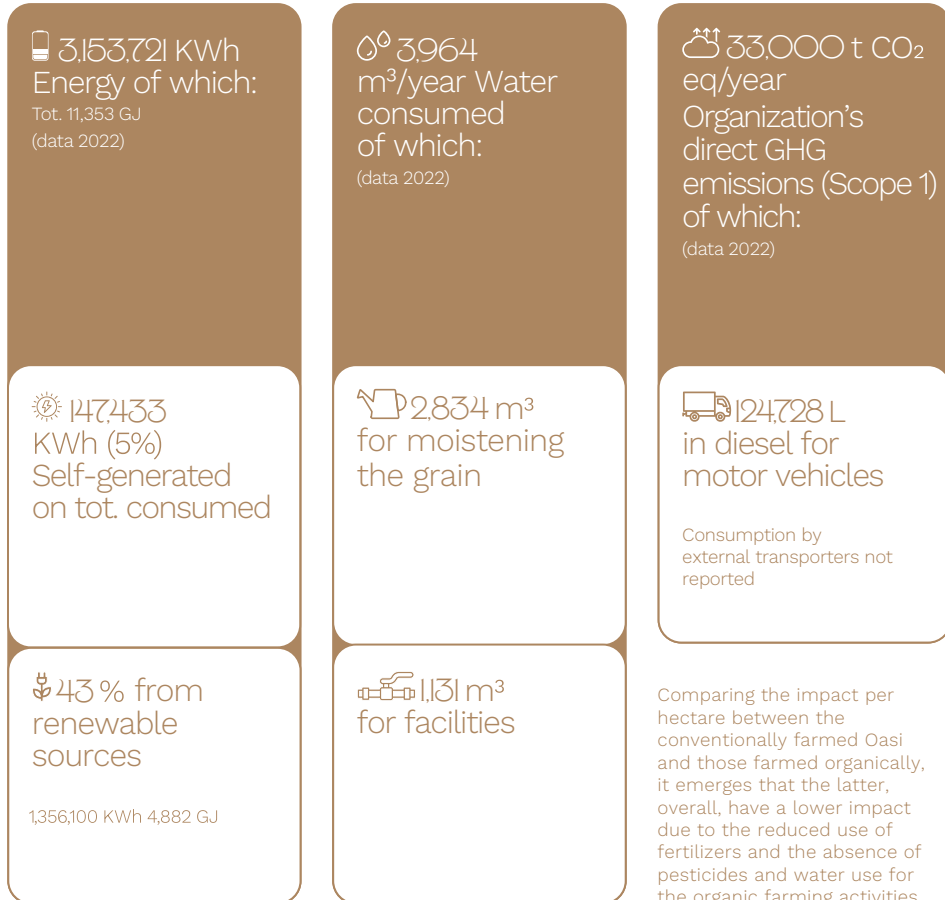 3,153,721 KWh
Energy of which:
Tot. 11,353 GJ
(data 2022)
147,433
KWh (5%)
Self-generated
on tot. consumed
43 % from
renewable
sources
1,356,100 KWh 4,882 GJ
3,964
m³/year Water
consumed
of which:
(data 2022)
2,834 m³
for moistening
the grain
1,131 m³
for facilities
33,000 t CO₂
eq/year
Organization's
direct GHG
emissions (Scope 1)
of which:
(data 2022)
124,728 L
in diesel for
motor vehicles
Consumption by
external transporters not
reported
Comparing the impact per
hectare between the
conventionally farmed Oasi
and those farmed organically,
it emerges that the latter,
overall, have a lower impact
due to the reduced use of
fertilizers and the absence of
pesticides and water use for
the organic farming activities